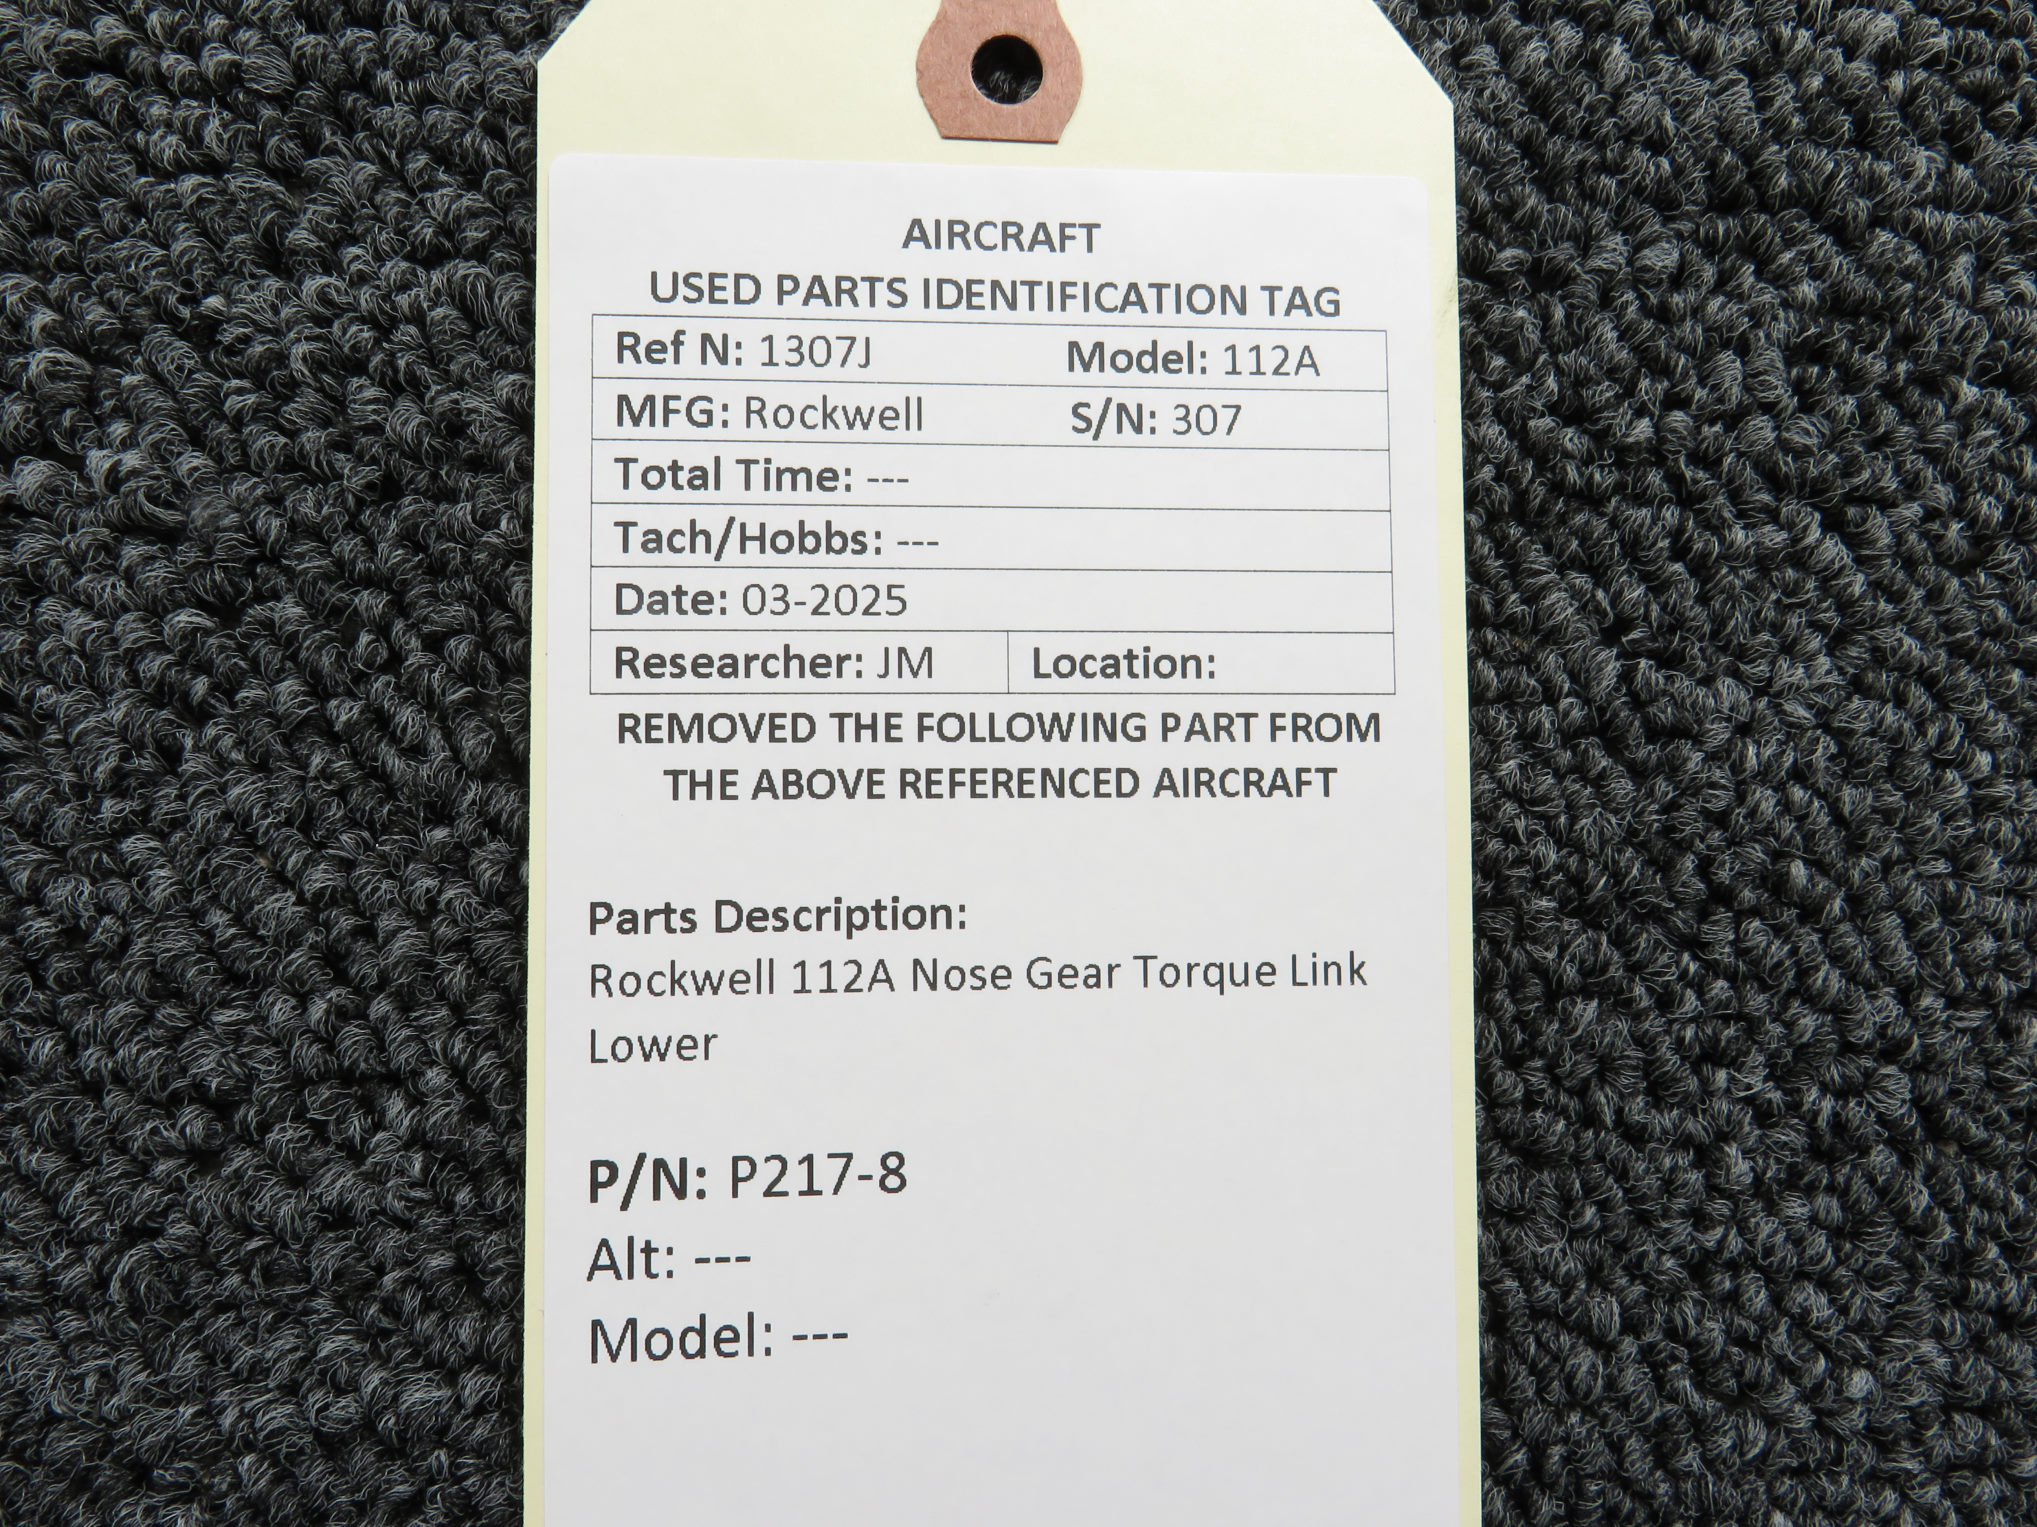 AIRCRAFT
USED PARTS IDENTIFICATION TAG
Ref N: 1307J Model: 112A
MFG: Rockwell S/N: 307
Total Time: ---
Tach/Hobbs: ---
Date: 03-2025
Researcher: JM Location:
REMOVED THE FOLLOWING PART FROM
THE ABOVE REFERENCED AIRCRAFT
Parts Description:
Rockwell 112A Nose Gear Torque Link
Lower
P/N: P217-8
Alt: ---
Model: ---